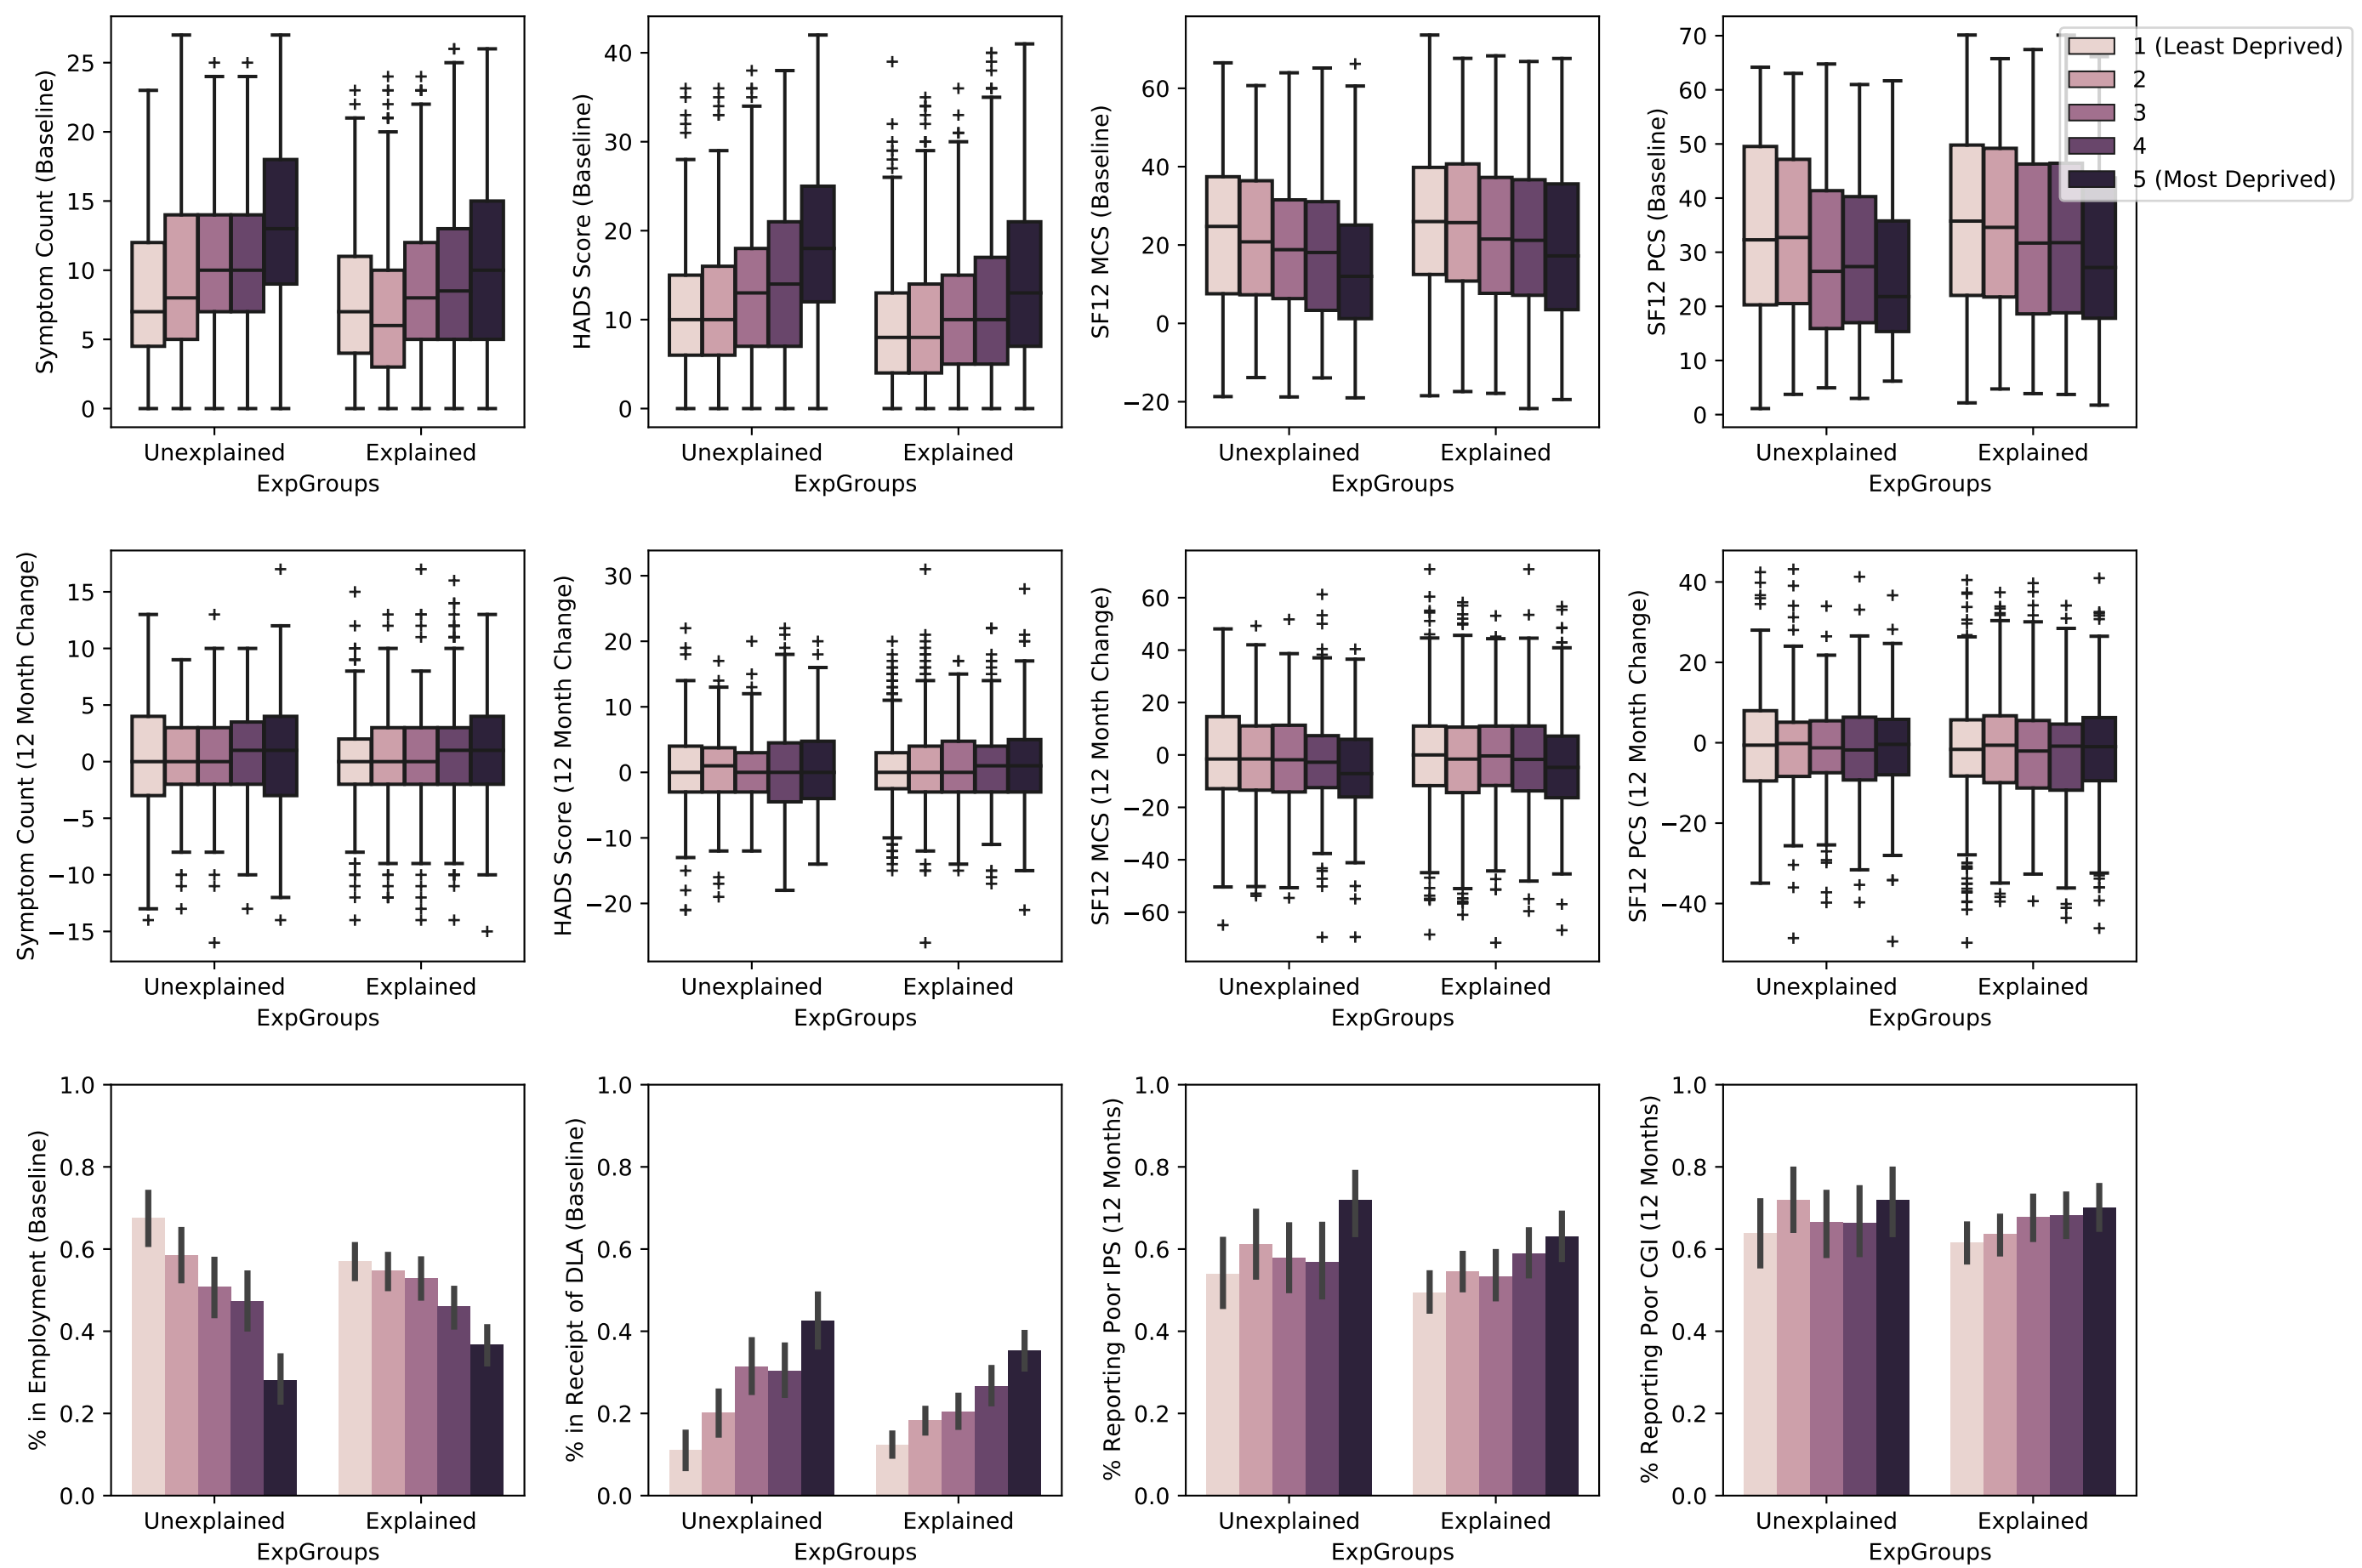 Symptom Count (Baseline)
25
20
15
10
5
0
Unexplained Explained
ExpGroups
HADS Score (Baseline)
40
30
20
10
0
Unexplained Explained
ExpGroups
SF12 MCS (Baseline)
60
40
20
0
−20
Unexplained Explained
ExpGroups
SF12 PCS (Baseline)
70
60
50
40
30
20
10
0
Unexplained Explained
ExpGroups
1 (Least Deprived)
2
3
4
5 (Most Deprived)
Symptom Count (12 Month Change)
15
10
5
0
−5
−10
−15
Unexplained Explained
ExpGroups
HADS Score (12 Month Change)
30
20
10
0
−10
−20
Unexplained Explained
ExpGroups
SF12 MCS (12 Month Change)
60
40
20
0
−20
−40
−60
Unexplained Explained
ExpGroups
SF12 PCS (12 Month Change)
40
20
0
−20
−40
Unexplained Explained
ExpGroups
% in Employment (Baseline)
1.0
0.8
0.6
0.4
0.2
0.0
Unexplained Explained
ExpGroups
% in Receipt of DLA (Baseline)
1.0
0.8
0.6
0.4
0.2
0.0
Unexplained Explained
ExpGroups
% Reporting Poor IPS (12 Months)
1.0
0.8
0.6
0.4
0.2
0.0
Unexplained Explained
ExpGroups
% Reporting Poor CGI (12 Months)
1.0
0.8
0.6
0.4
0.2
0.0
Unexplained Explained
ExpGroups